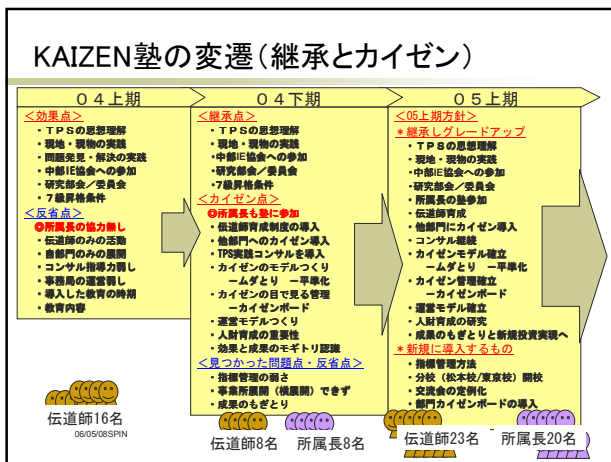 KAIZEN塾の変遷(継承とカイゼン)
04上期
<効果点>
・TPSの思想理解
・現地・現物の実践
・問題発見・解決の実践
・中部IE協会への参加
・研究部会/委員会
・7級昇格条件
<反省点>
◎所属長の協力無し
・伝道師のみの活動
・自部門のみの展開
・コンサル指導力弱し
・事務局の運営弱し
・導入した教育の時期
・教育内容
伝道師16名
06/05/08SPIN
04下期
<継承点>
・TPSの思想理解
・現地・現物の実践
・中部IE協会への参加
・研究部会/委員会
・7級昇格条件
<カイゼン点>
◎所属長も塾に参加
・伝道師育成制度の導入
・他部門へのカイゼン導入
・TPS実践コンサルを導入
・カイゼンのモデルつくり
ームダとり ー平準化
・カイゼンの目で見る管理
ーカイゼンボード
・運営モデルつくり
・人財育成の重要性
・効果と成果のモギトリ認識
<見つかった問題点・反省点>
・指標管理の弱さ
・事業所展開(横展開)できず
・成果のもぎとり
伝道師8名
所属長8名
05上期
<05上期方針>
*継承しグレードアップ
・TPSの思想理解
・現地・現物の実践
・中部IE協会への参加
・研究部会/委員会
・所属長の塾参加
・伝道師育成
・他部門にカイゼン導入
・コンサル継続
・カイゼンモデル確立
ームダとり ー平準化
・カイゼン管理確立
ーカイゼンボード
・運営モデル確立
・人財育成の研究
・成果のもぎとりと新規投資実現へ
*新規に導入するもの
・指標管理方法
・分校(松本校/東京校)開校
・交流会の定例化
・部門カイゼンボードの導入
伝道師23名
所属長20名